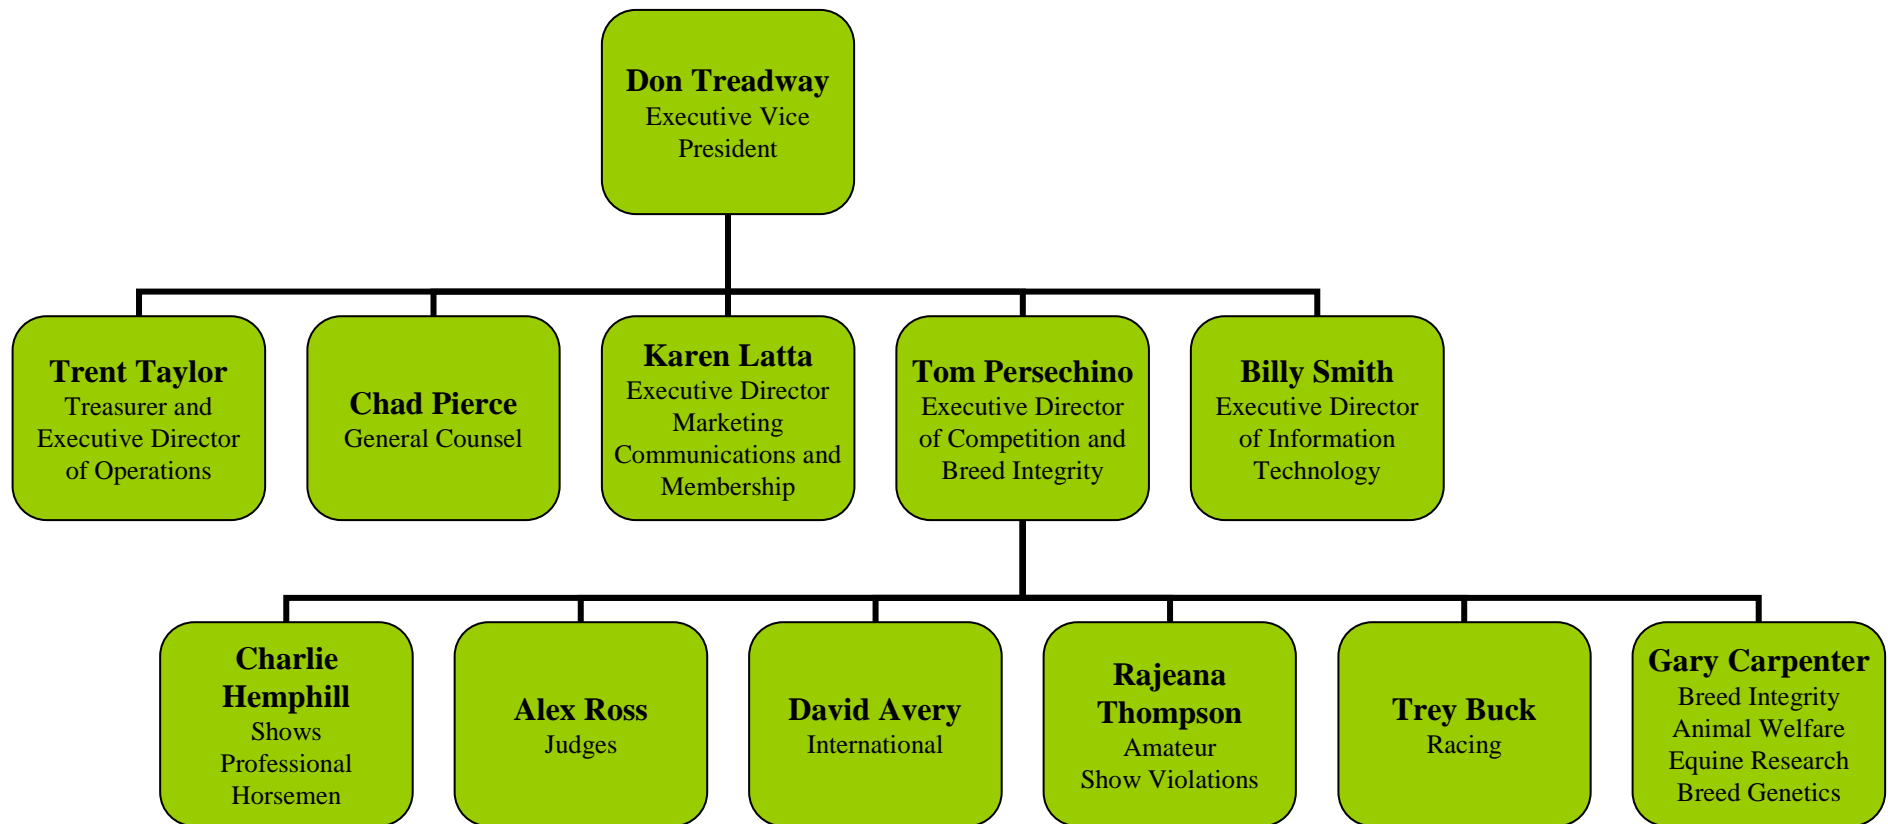 Don Treadway
Executive Vice
President
Trent Taylor
Treasurer and
Executive Director
of Operations
Chad Pierce
General Counsel
Karen Latta
Executive Director
Marketing
Communications and
Membership
Tom Persechino
Executive Director
of Competition and
Breed Integrity
Billy Smith
Executive Director
of Information
Technology
Charlie
Hemphill
Shows
Professional
Horsemen
Alex Ross
Judges
David Avery
International
Rajeana
Thompson
Amateur
Show Violations
Trey Buck
Racing
Gary Carpenter
Breed Integrity
Animal Welfare
Equine Research
Breed Genetics